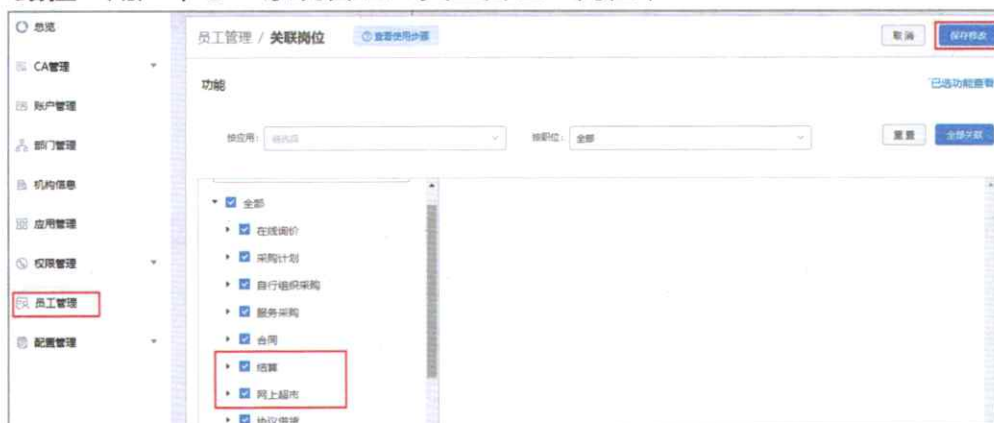 总览
员工管理 / 关联岗位
查看使用步骤
取消
保存修改
CA管理
功能
已选功能查看
账户管理
按应用:
请选择
按职位:
全部
重置
全部关联
部门管理
机构信息
全部
应用管理
在线询价
采购计划
权限管理
自行组织采购
员工管理
服务采购
配置管理
合同
结算
网上超市